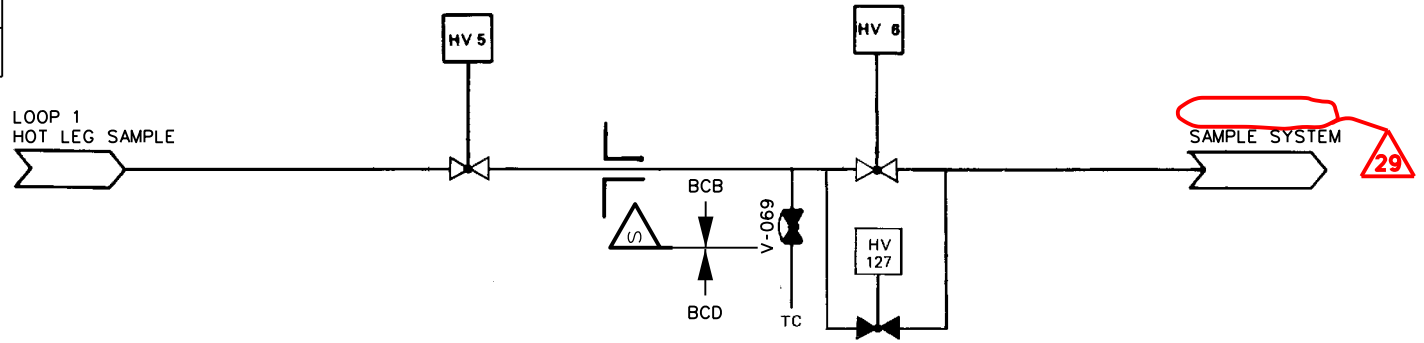 HV 5
HV 6
LOOP 1
HOT LEG SAMPLE
SAMPLE SYSTEM
29
BCB
V-069
S
HV
127
BCD
TC